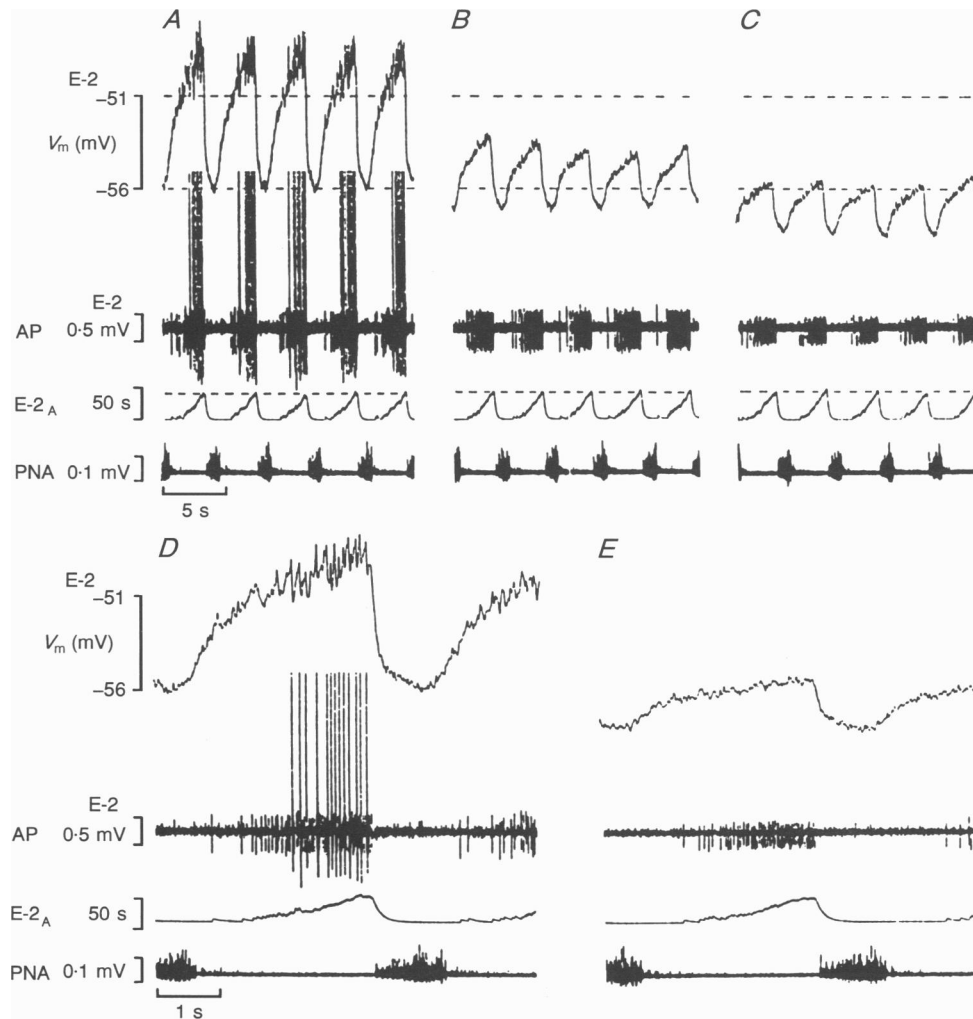 A B C
E-2
−51
Vm (mV)
−56
E-2
AP 0·5 mV
E-2A 50 s
PNA 0·1 mV
5 s
D E
E-2
−51
Vm (mV)
−56
E-2
AP 0·5 mV
E-2A 50 s
PNA 0·1 mV
1 s